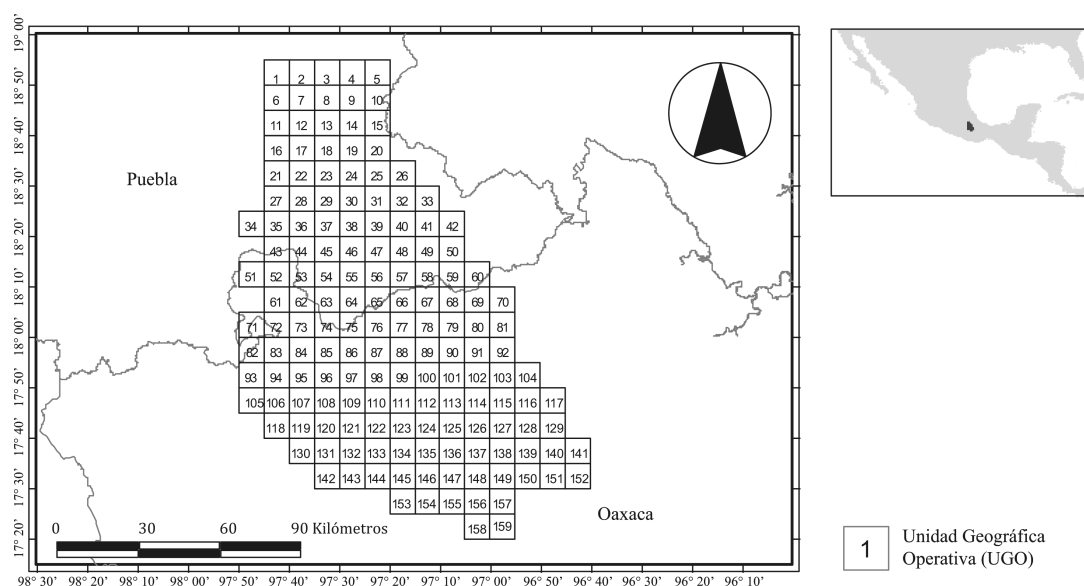 19° 00’
18° 50’
18° 40’
18° 30’
18° 20’
18° 10’
18° 00’
17° 50’
17° 40’
17° 30’
17° 20’
1 2 3 4 5
6 7 8 9 10
11 12 13 14 15
16 17 18 19 20
Puebla
21 22 23 24 25 26
27 28 29 30 31 32 33
34 35 36 37 38 39 40 41 42
43 44 45 46 47 48 49 50
51 52 53 54 55 56 57 58 59 60
61 62 63 64 65 66 67 68 69 70
71 72 73 74 75 76 77 78 79 80 81
82 83 84 85 86 87 88 89 90 91 92
93 94 95 96 97 98 99 100 101 102 103 104
105 106 107 108 109 110 111 112 113 114 115 116 117
118 119 120 121 122 123 124 125 126 127 128 129
130 131 132 133 134 135 136 137 138 139 140 141
142 143 144 145 146 147 148 149 150 151 152
153 154 155 156 157
158 159
Oaxaca
0 30 60 90 Kilómetros
98° 30’ 98° 20’ 98° 10’ 98° 00’ 97° 50’ 97° 40’ 97° 30’ 97° 20’ 97° 10’ 97° 00’ 96° 50’ 96° 40’ 96° 30’ 96° 20’ 96° 10’
1
Unidad Geográfica
Operativa (UGO)